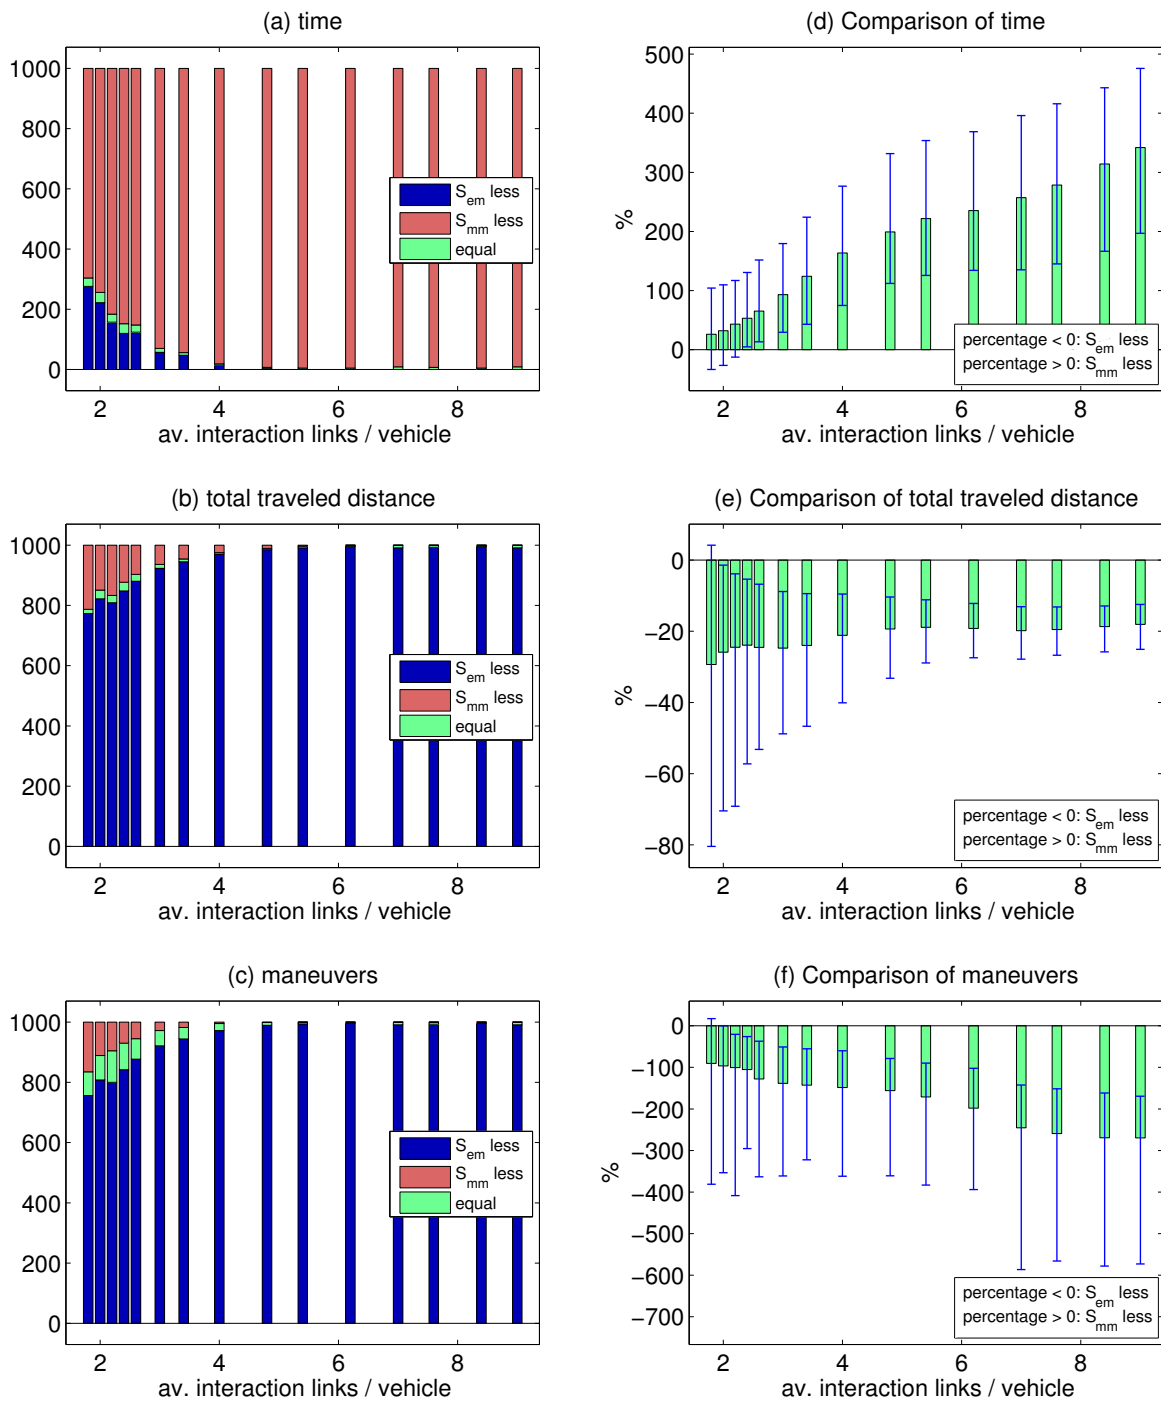 (a) time
1000
800
600
400
200
0
S_em less
S_mm less
equal
2 4 6 8
av. interaction links / vehicle
(d) Comparison of time
500
400
300
200
100
0
%
percentage < 0: S_em less
percentage > 0: S_mm less
2 4 6 8
av. interaction links / vehicle
(b) total traveled distance
1000
800
600
400
200
0
S_em less
S_mm less
equal
2 4 6 8
av. interaction links / vehicle
(e) Comparison of total traveled distance
0
−20
−40
−60
−80
%
percentage < 0: S_em less
percentage > 0: S_mm less
2 4 6 8
av. interaction links / vehicle
(c) maneuvers
1000
800
600
400
200
0
S_em less
S_mm less
equal
2 4 6 8
av. interaction links / vehicle
(f) Comparison of maneuvers
0
−100
−200
−300
−400
−500
−600
−700
%
percentage < 0: S_em less
percentage > 0: S_mm less
2 4 6 8
av. interaction links / vehicle